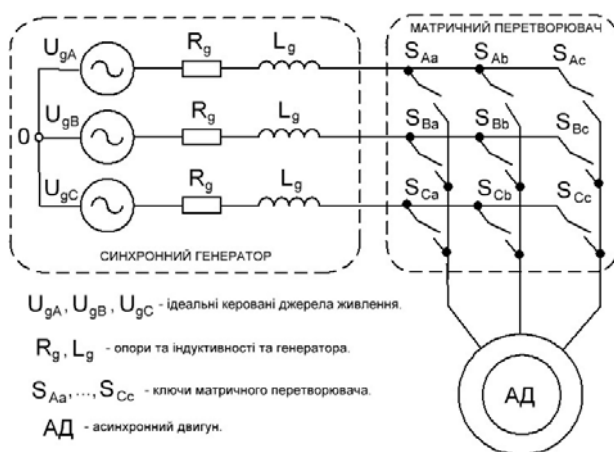 МАТРИЧНИЙ ПЕРЕТВОРЮВАЧ
U_gA R_g L_g S_Aa S_Ab S_Ac
U_gB R_g L_g S_Ba S_Bb S_Bc
0
U_gC R_g L_g S_Ca S_Cb S_Cc
СИНХРОННИЙ ГЕНЕРАТОР
U_gA, U_gB, U_gC - ідеальні керовані джерела живлення.
R_g, L_g - опори та індуктивності та генератора.
S_Aa,...,S_Cc - ключи матричного перетворювача.
АД - асинхронний двигун.
АД